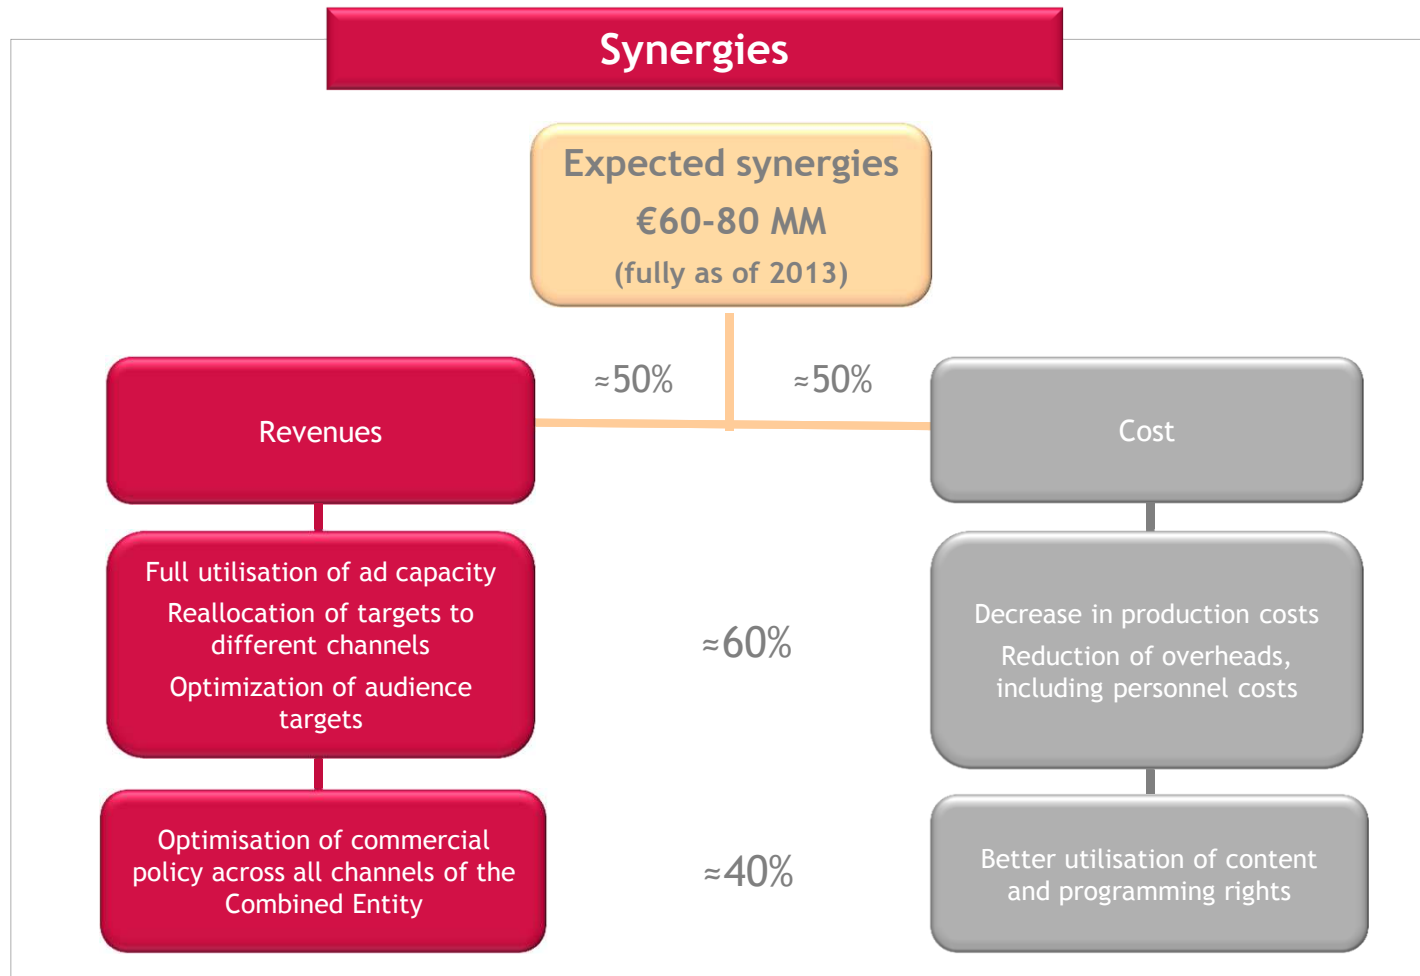 Synergies
Expected synergies
€60-80 MM
(fully as of 2013)
≈50%
≈50%
Revenues
Cost
Full utilisation of ad capacity
Reallocation of targets to
different channels
Optimization of audience
targets
≈60%
Decrease in production costs
Reduction of overheads,
including personnel costs
Optimisation of commercial
policy across all channels of the
Combined Entity
≈40%
Better utilisation of content
and programming rights